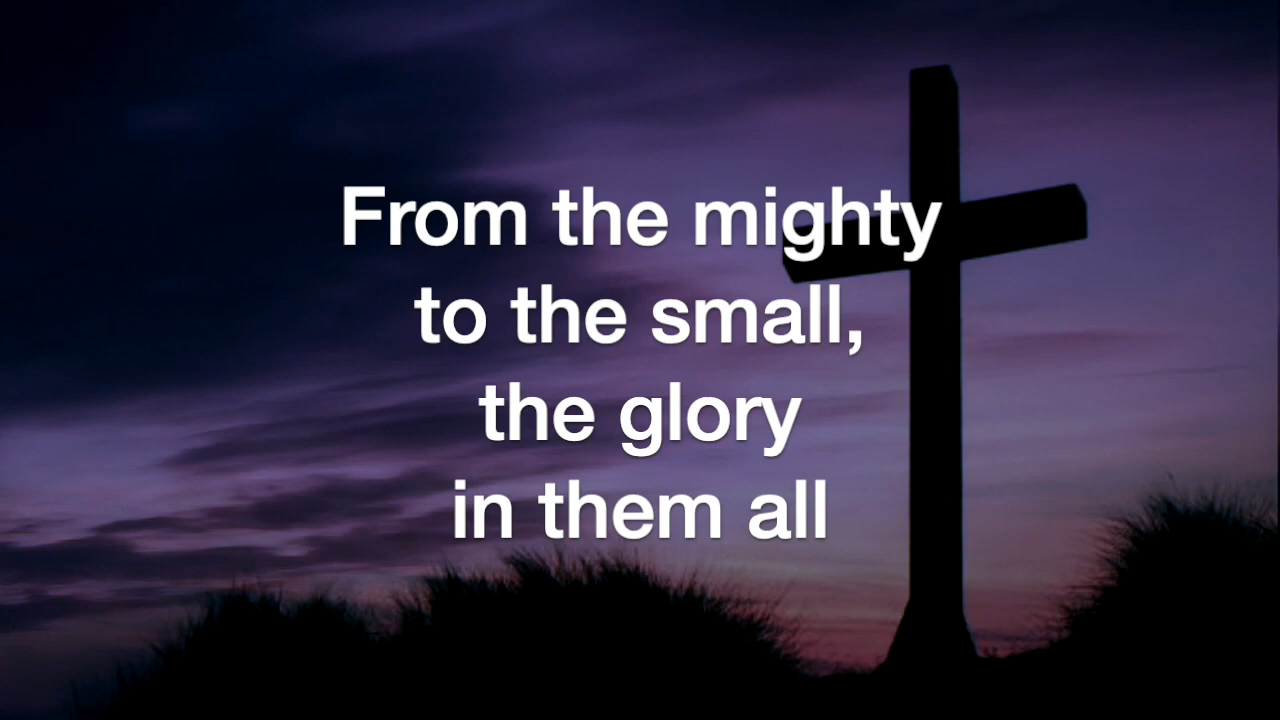 From the mighty
to the small,
the glory
in them all